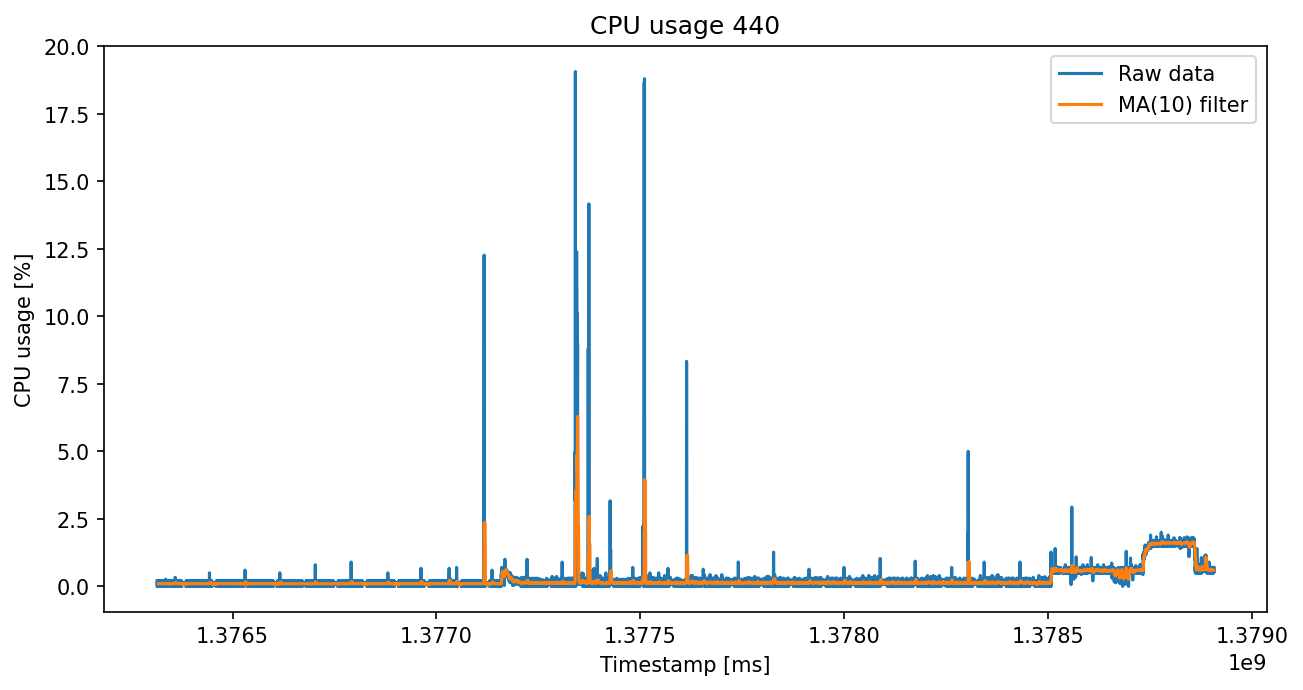 CPU usage 440
20.0
17.5
15.0
12.5
10.0
7.5
5.0
2.5
0.0
CPU usage [%]
Raw data
MA(10) filter
1.3765
1.3770
1.3775
1.3780
1.3785
1.3790
1e9
Timestamp [ms]